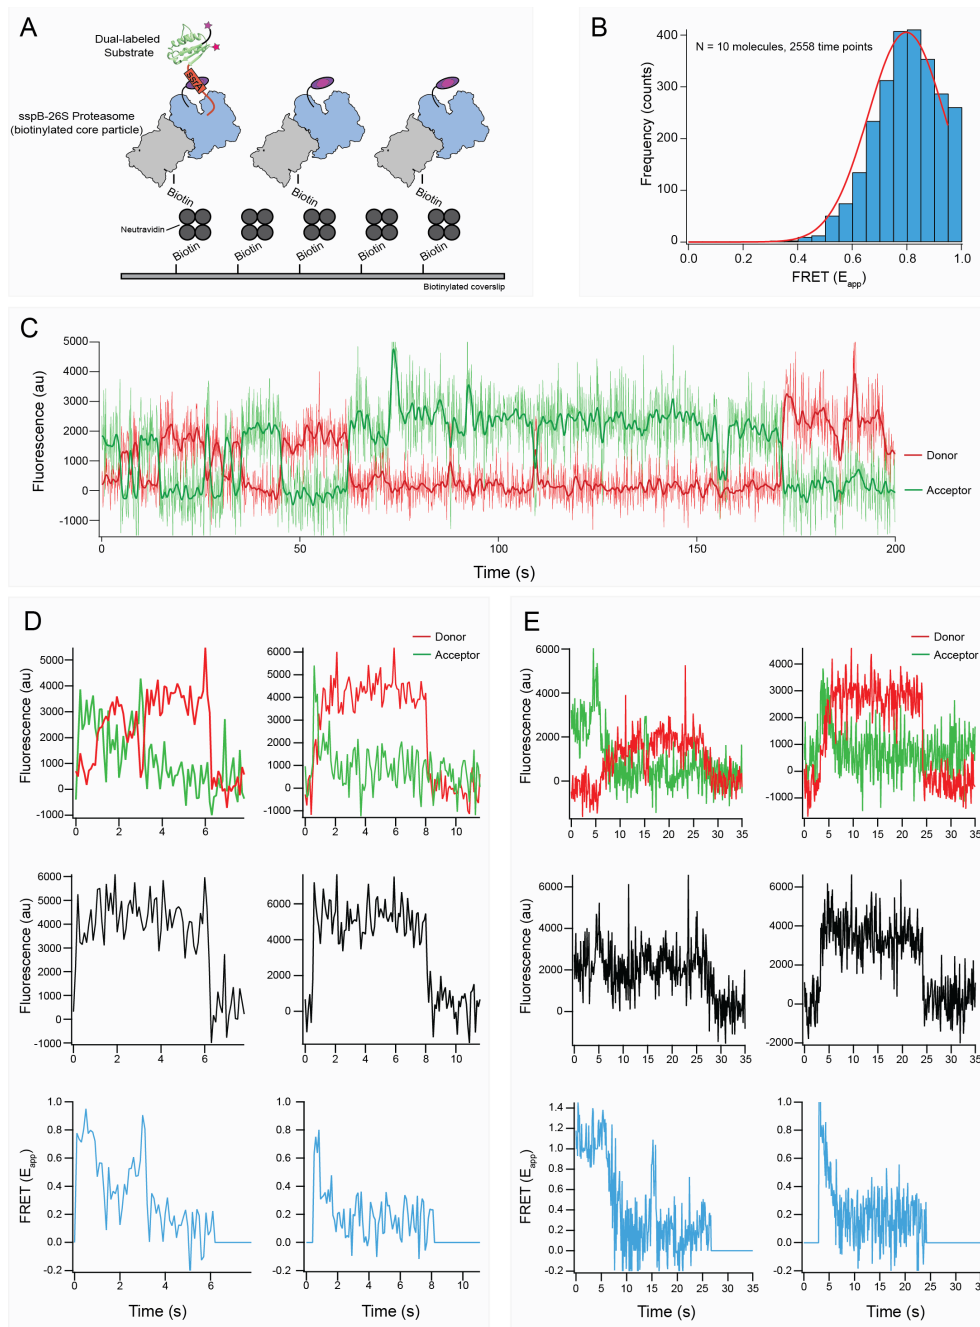 A
Dual-labeled
Substrate
ssrA
sspB-26S Proteasome
(biotinylated core particle)
Biotin
Biotin
Biotin
Neutravidin
Biotin
Biotin
Biotin
Biotin
Biotin
Biotinylated coverslip
B
N = 10 molecules, 2558 time points
Frequency (counts)
400
300
200
100
0
0.0 0.2 0.4 0.6 0.8 1.0
FRET (Eapp)
C
Fluorescence (au)
5000
4000
3000
2000
1000
0
-1000
0 50 100 150 200
Time (s)
Donor
Acceptor
D
Donor
Acceptor
Fluorescence (au)
5000
4000
3000
2000
1000
0
-1000
0 2 4 6
6000
5000
4000
3000
2000
1000
0
-1000
0 2 4 6 8 10
Fluorescence (au)
6000
5000
4000
3000
2000
1000
0
-1000
2 4 6
6000
4000
2000
0
0 2 4 6 8 10
FRET (Eapp)
1.0
0.8
0.6
0.4
0.2
0.0
-0.2
0 2 4 6
Time (s)
1.0
0.8
0.6
0.4
0.2
0.0
-0.2
0 2 4 6 8 10
Time (s)
E
Donor
Acceptor
Fluorescence (au)
6000
4000
2000
0
0 5 10 15 20 25 30 35
4000
3000
2000
1000
0
-1000
0 5 10 15 20 25 30 35
Fluorescence (au)
6000
4000
2000
0
0 5 10 15 20 25 30 35
6000
4000
2000
0
-2000
0 5 10 15 20 25 30 35
FRET (Eapp)
1.4
1.2
1.0
0.8
0.6
0.4
0.2
0.0
-0.2
0 5 10 15 20 25 30 35
Time (s)
1.0
0.8
0.6
0.4
0.2
0.0
-0.2
0 5 10 15 20 25 30
Time (s)